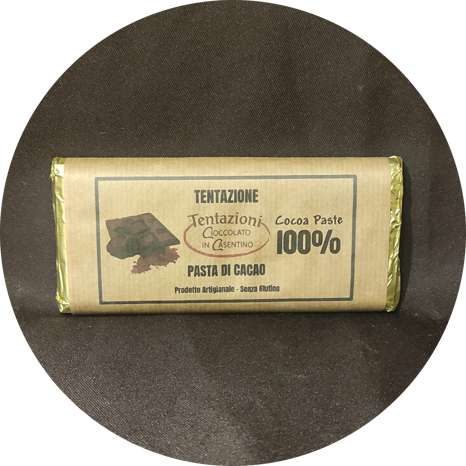 TENTAZIONE
Tentazioni
CIOCCOLATO
IN CASENTINO
Cocoa Paste
100%
PASTA DI CACAO
Prodotto Artigianale - Senza Glutine